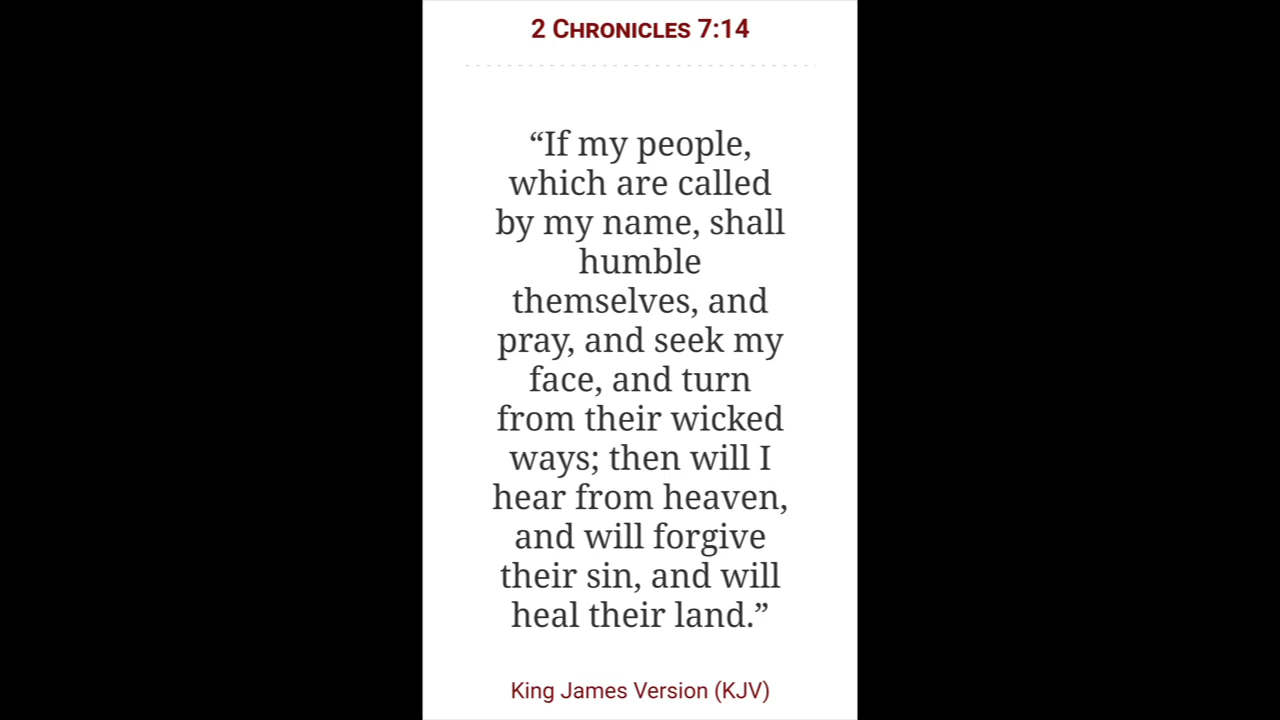 2 Chronicles 7:14
“If my people,
which are called
by my name, shall
humble
themselves, and
pray, and seek my
face, and turn
from their wicked
ways; then will I
hear from heaven,
and will forgive
their sin, and will
heal their land.”
King James Version (KJV)